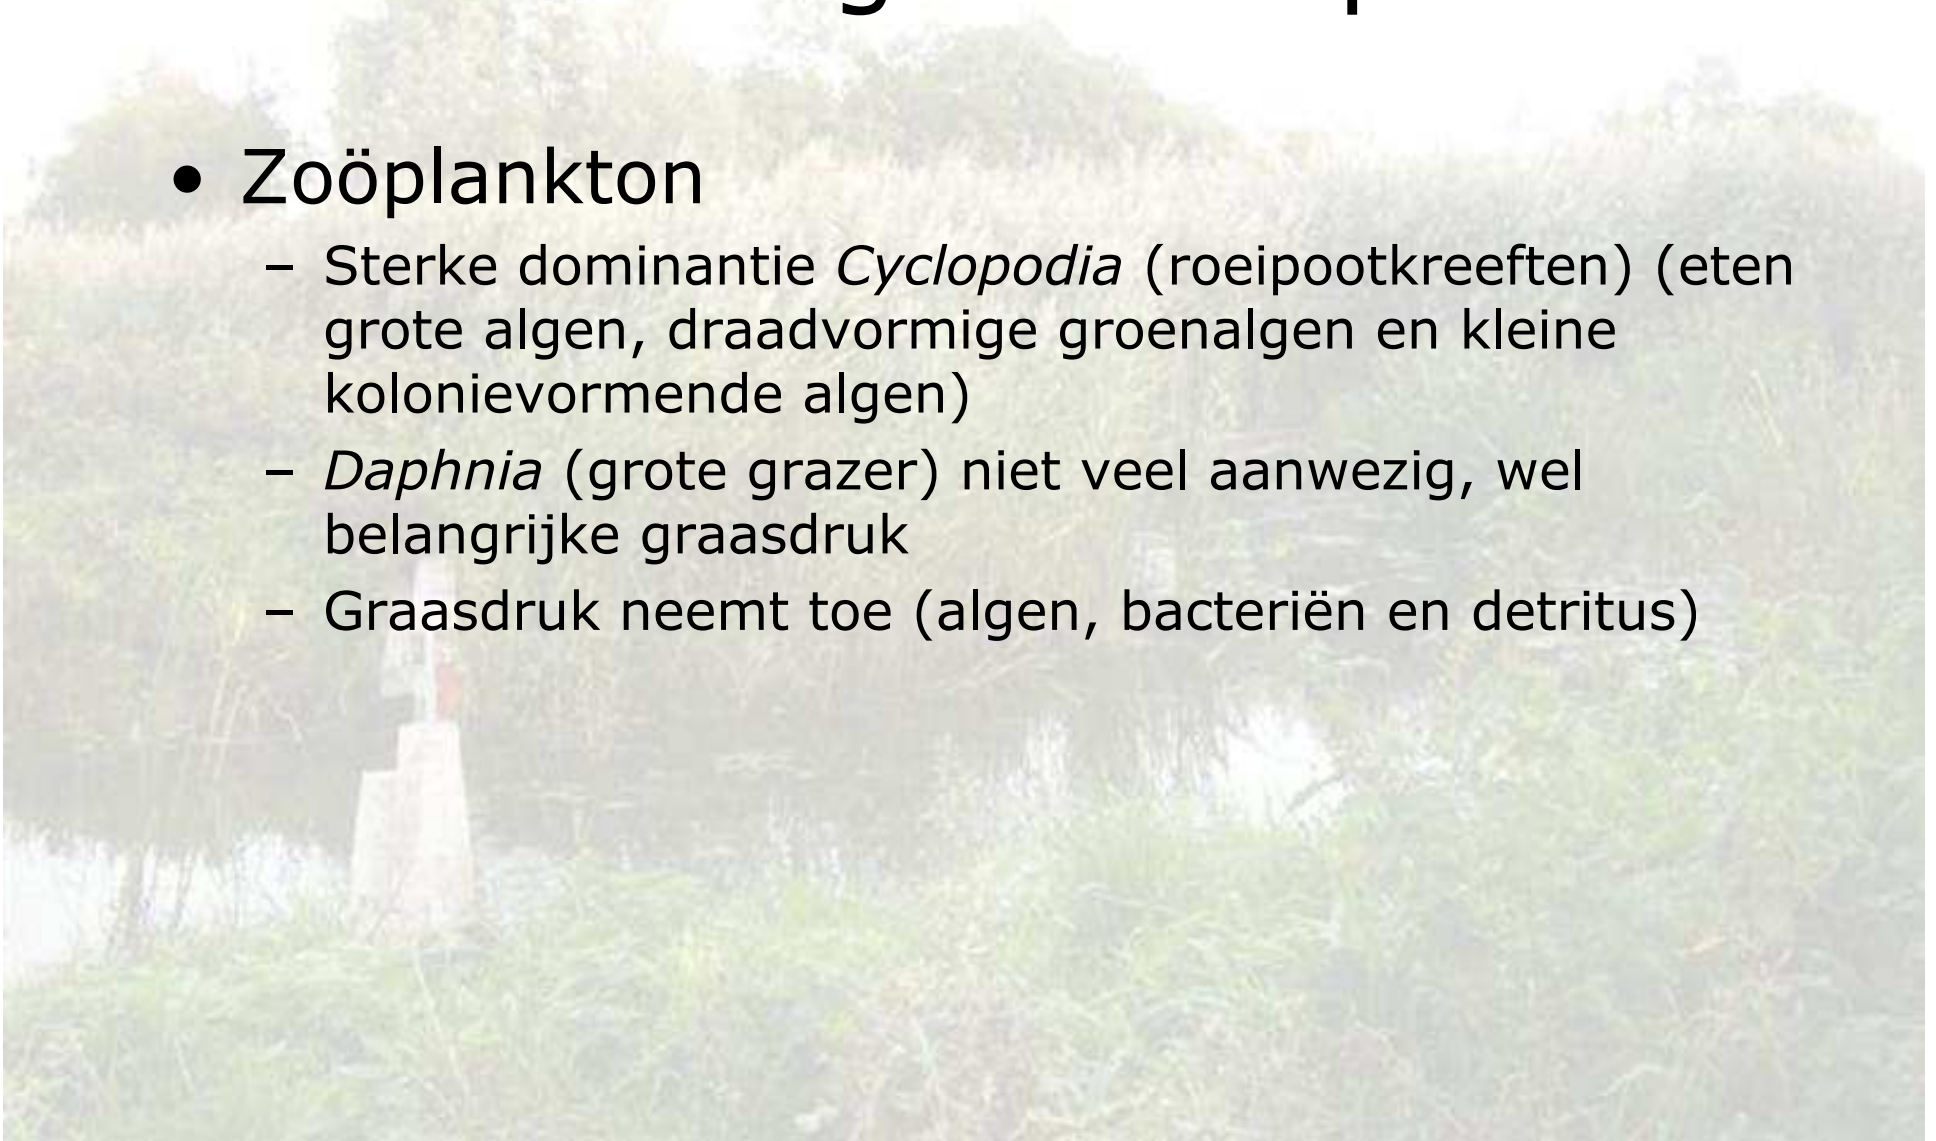 • Zoöplankton
– Sterke dominantie Cyclopodia (roeipootkreeften) (eten
grote algen, draadvormige groenalgen en kleine
kolonievormende algen)
– Daphnia (grote grazer) niet veel aanwezig, wel
belangrijke graasdruk
– Graasdruk neemt toe (algen, bacteriën en detritus)